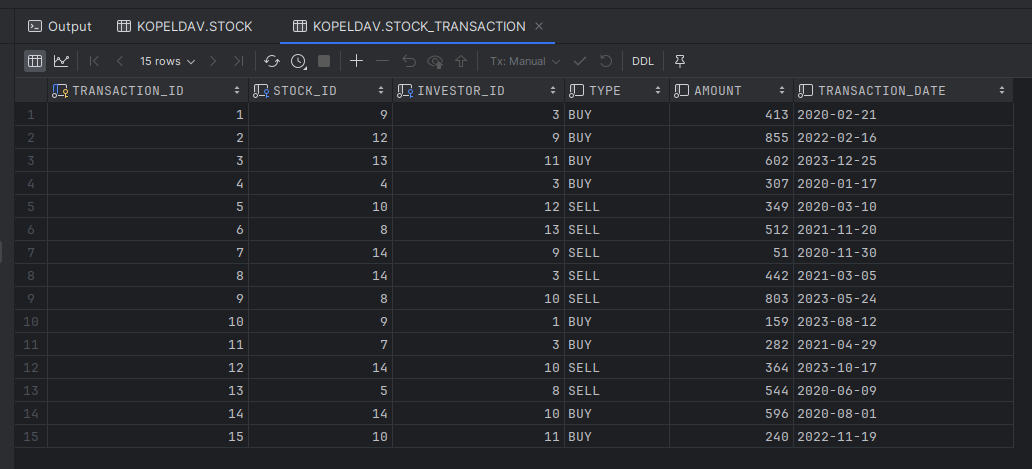 Output KOPELDAV.STOCK KOPELDAV.STOCK_TRANSACTION
15 rows Tx: Manual DDL
TRANSACTION_ID STOCK_ID INVESTOR_ID TYPE AMOUNT TRANSACTION_DATE
1 1 9 3 BUY 413 2020-02-21
2 2 12 9 BUY 855 2022-02-16
3 3 13 11 BUY 602 2023-12-25
4 4 4 3 BUY 307 2020-01-17
5 5 10 12 SELL 349 2020-03-10
6 6 8 13 SELL 512 2021-11-20
7 7 14 9 SELL 51 2020-11-30
8 8 14 3 SELL 442 2021-03-05
9 9 8 10 SELL 803 2023-05-24
10 10 9 1 BUY 159 2023-08-12
11 11 7 3 BUY 282 2021-04-29
12 12 14 10 SELL 364 2023-10-17
13 13 5 8 SELL 544 2020-06-09
14 14 14 10 BUY 596 2020-08-01
15 15 10 11 BUY 240 2022-11-19